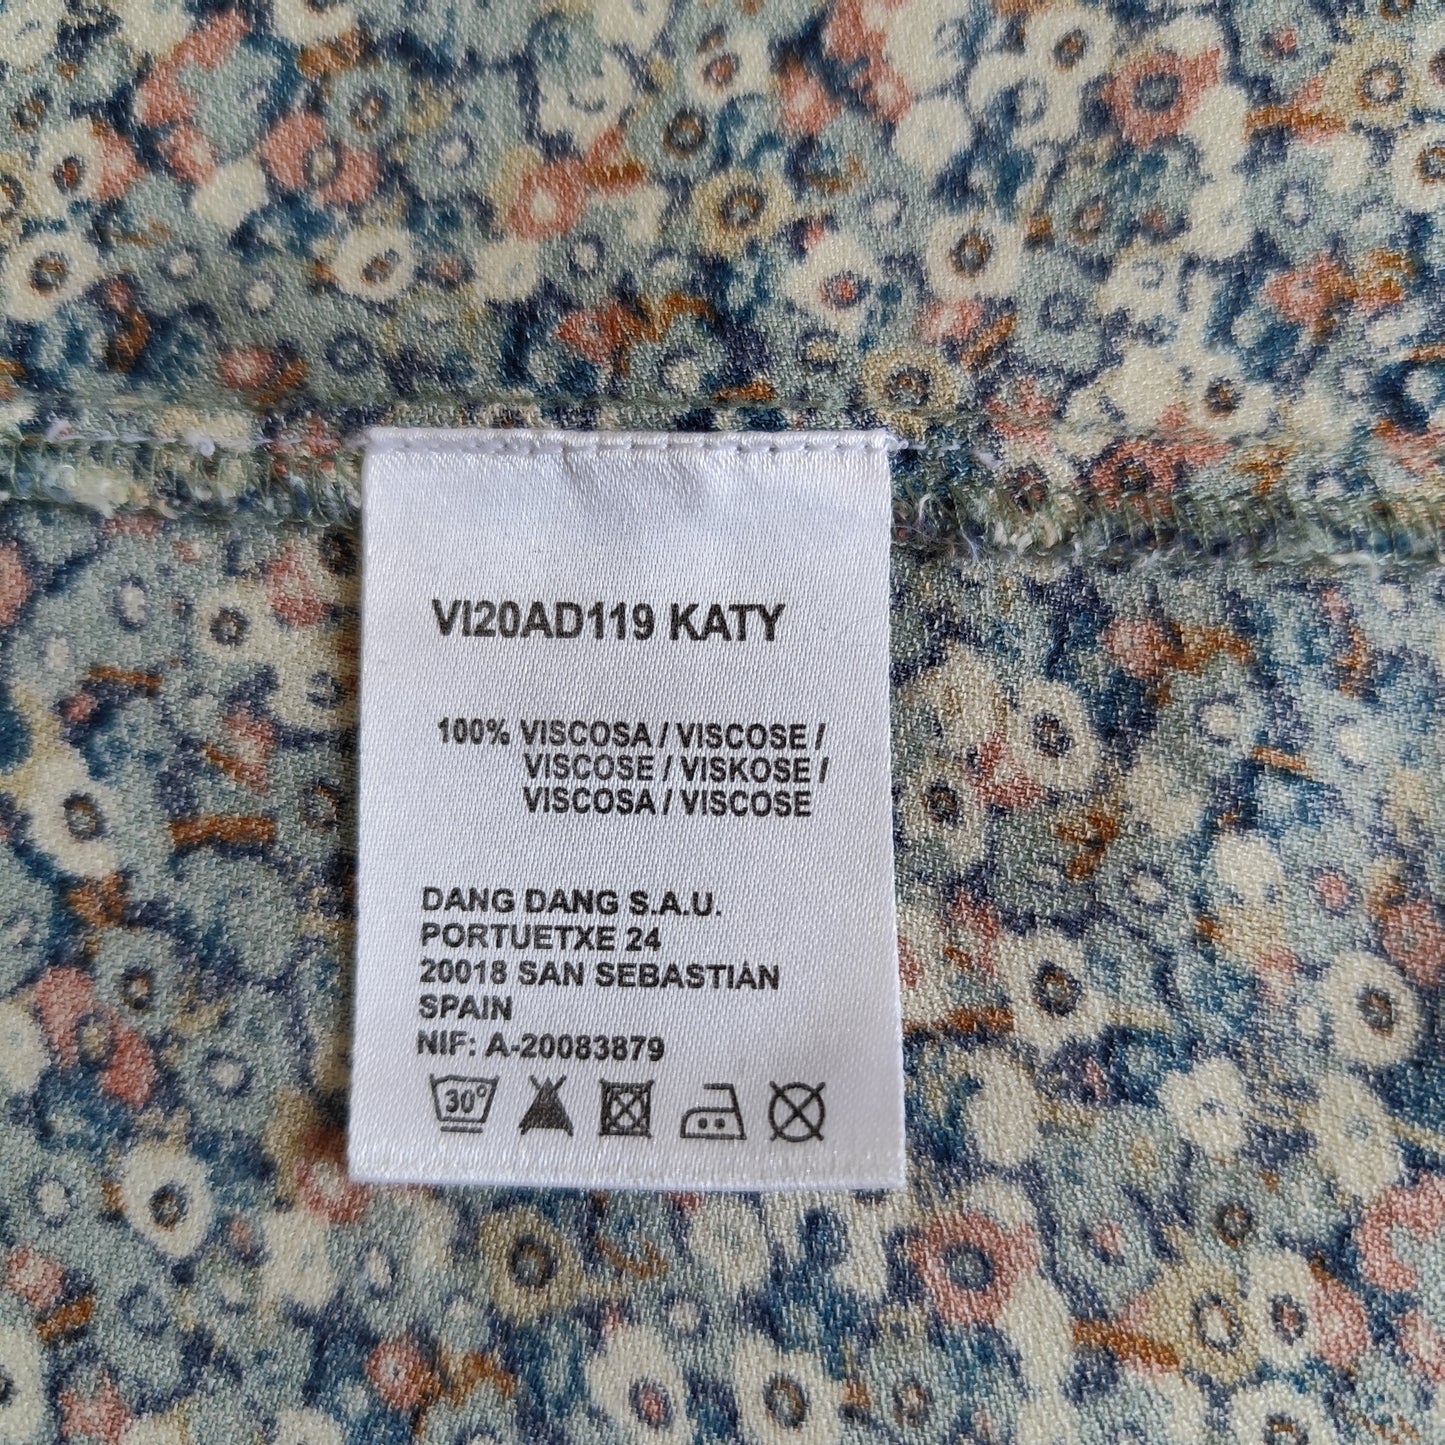 VI20AD119 KATY
100% VISCOSA / VISCOSE /
VISCOSE / VISKOSE /
VISCOSA / VISCOSE
DANG DANG S.A.U.
PORTUETXE 24
20018 SAN SEBASTIÁN
SPAIN
NIF: A-20083879
30°